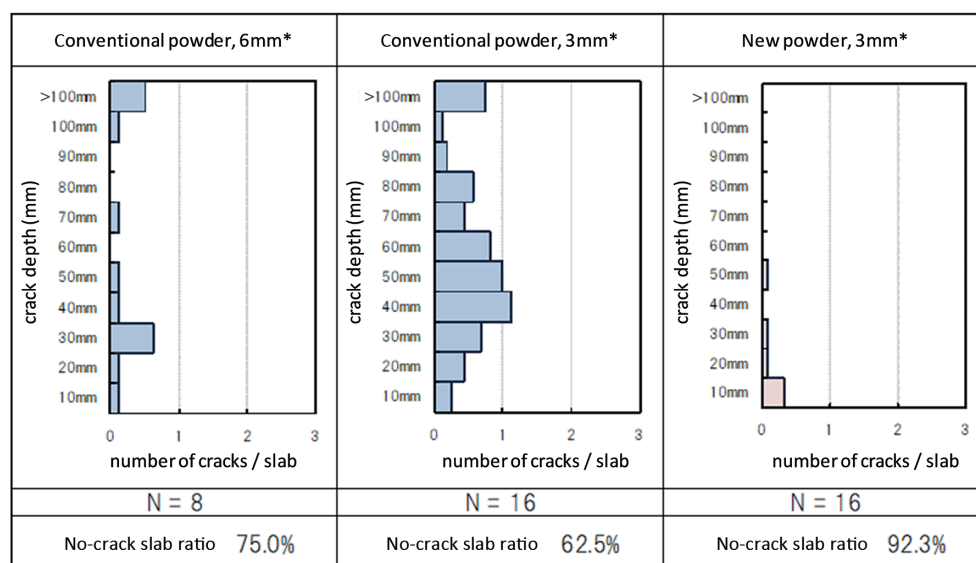 Conventional powder, 6mm*
Conventional powder, 3mm*
New powder, 3mm*
crack depth (mm)
>100mm
100mm
90mm
80mm
70mm
60mm
50mm
40mm
30mm
20mm
10mm
0 1 2 3
number of cracks / slab
crack depth (mm)
>100mm
100mm
90mm
80mm
70mm
60mm
50mm
40mm
30mm
20mm
10mm
0 1 2 3
number of cracks / slab
crack depth (mm)
>100mm
100mm
90mm
80mm
70mm
60mm
50mm
40mm
30mm
20mm
10mm
0 1 2 3
number of cracks / slab
N = 8
N = 16
N = 16
No-crack slab ratio 75.0%
No-crack slab ratio 62.5%
No-crack slab ratio 92.3%